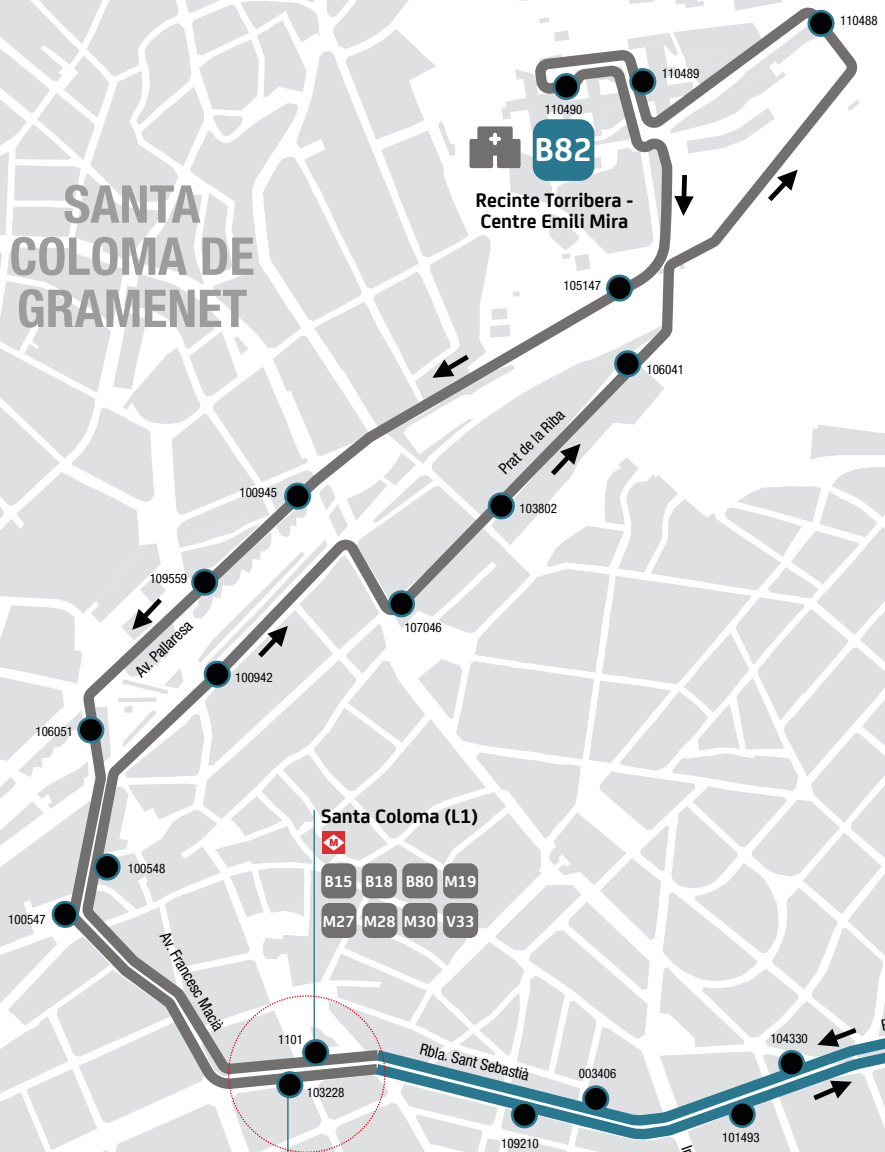 110488
110489
110490
B82
Recinte Torribera -
Centre Emili Mira
SANTA
COLOMA DE
GRAMENET
105147
106041
Prat de la Riba
100945
103802
109559
107046
Av. Pallaresa
100942
106051
Santa Coloma (L1)
M
B15 B18 B80 M19
M27 M28 M30 V33
100548
100547
Av. Francesc Macià
1101
103228
Rbla. Sant Sebastià
003406
104330
109210
101493